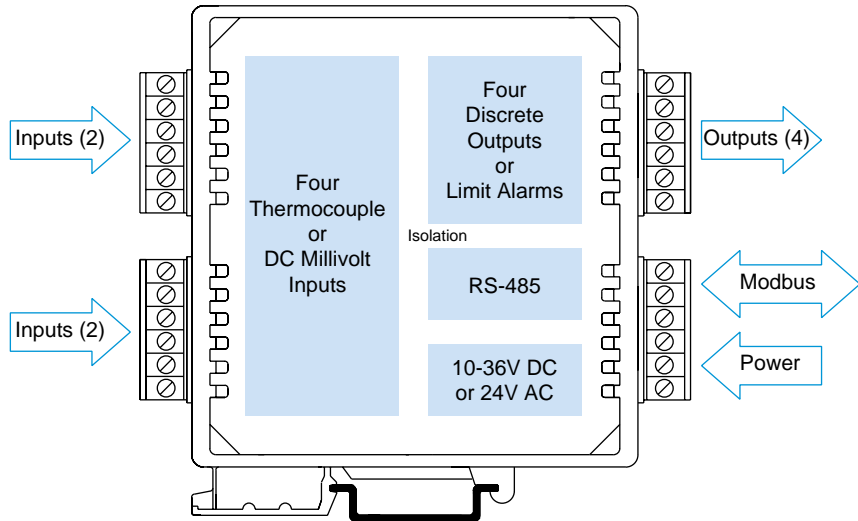 Inputs (2)
Inputs (2)
Four
Thermocouple
or
DC Millivolt
Inputs
Four
Discrete
Outputs
or
Limit Alarms
Isolation
RS-485
10-36V DC
or 24V AC
Outputs (4)
Modbus
Power